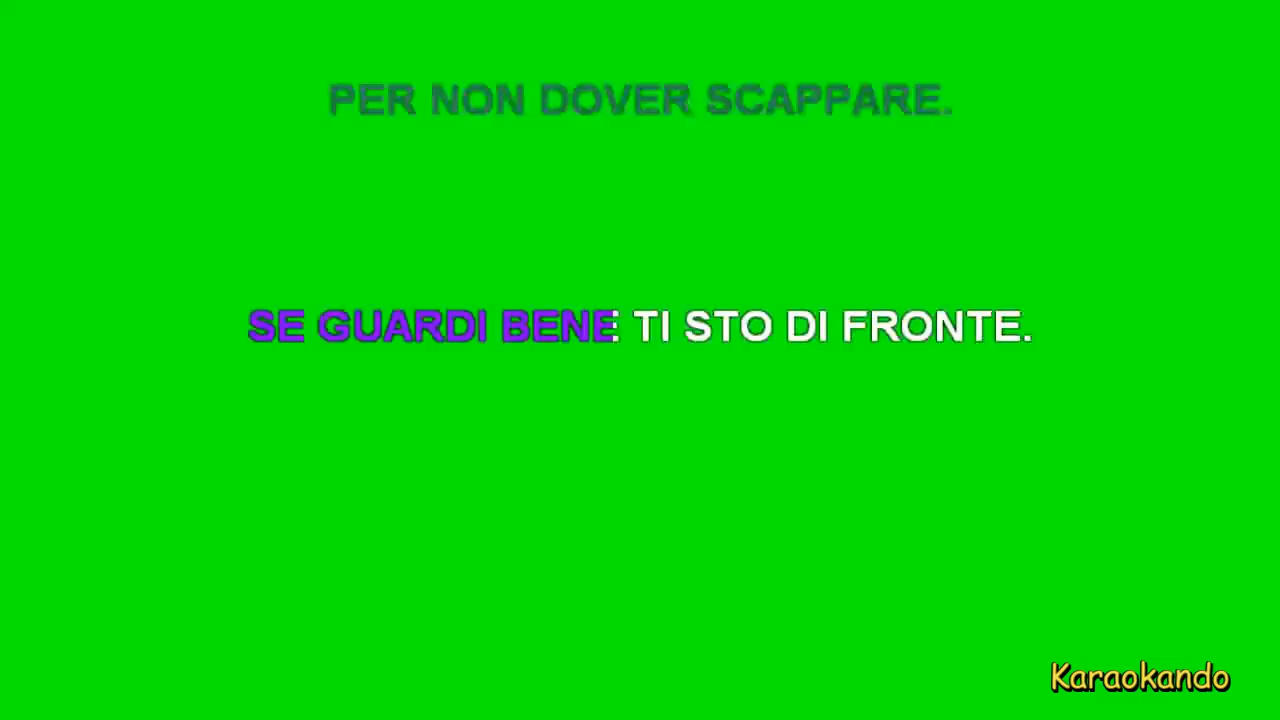 PER NON DOVER SCAPPARE.
SE GUARDI BENE TI STO DI FRONTE.
Karaokando